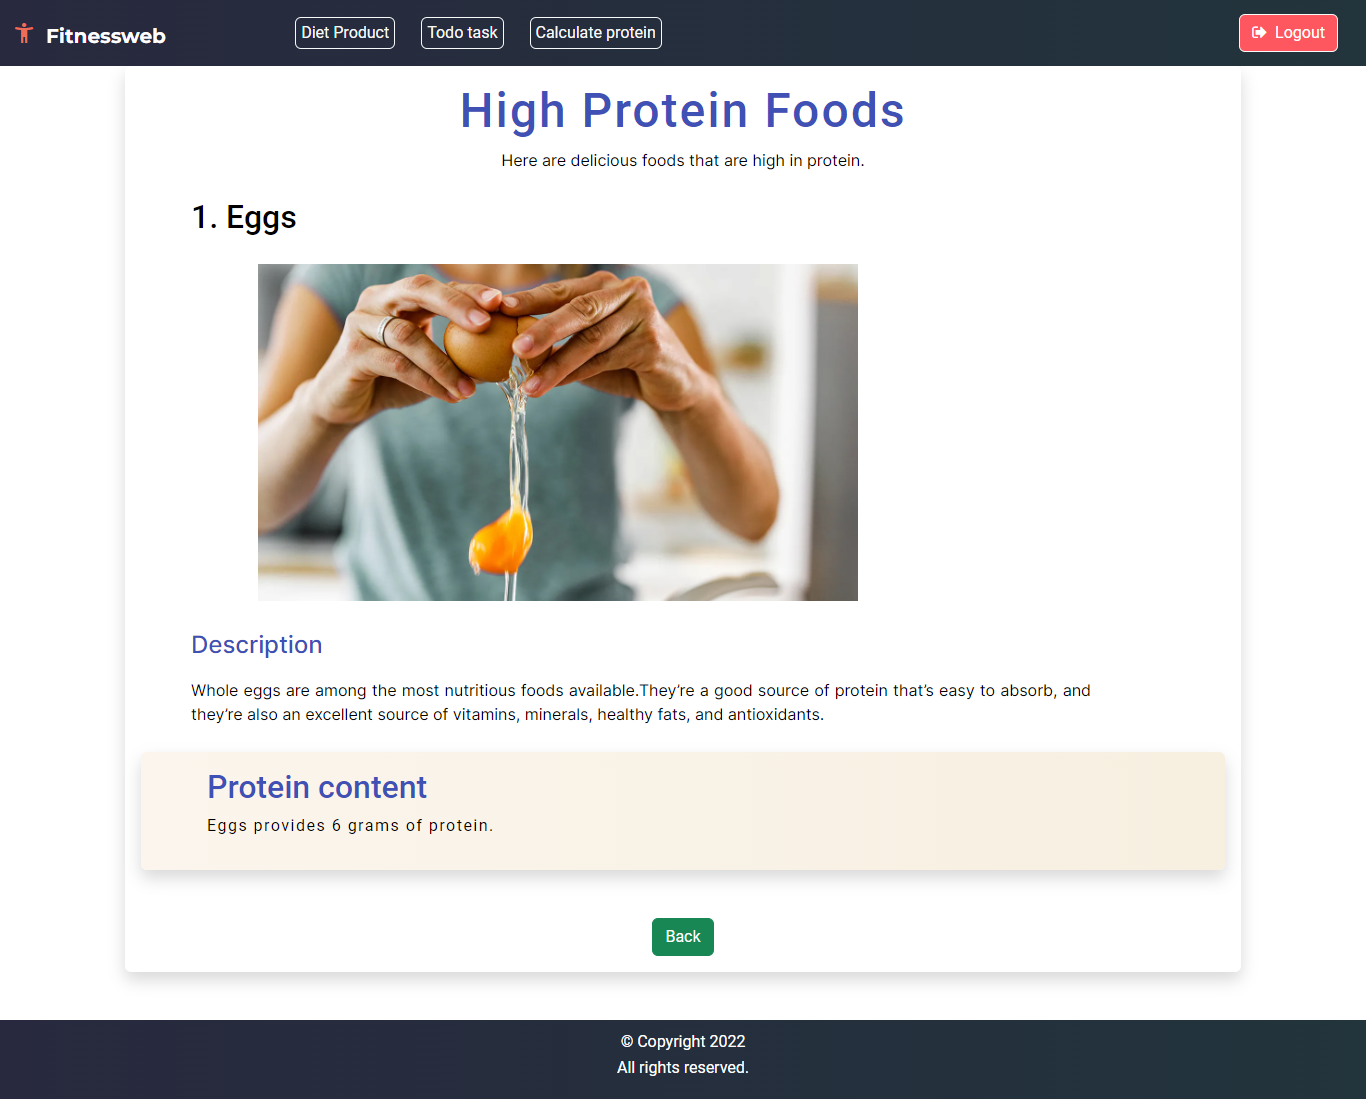 Fitnessweb
Diet Product
Todo task
Calculate protein
Logout
High Protein Foods
Here are delicious foods that are high in protein.
1. Eggs
Description
Whole eggs are among the most nutritious foods available.They’re a good source of protein that’s easy to absorb, and
they’re also an excellent source of vitamins, minerals, healthy fats, and antioxidants.
Protein content
Eggs provides 6 grams of protein.
Back
© Copyright 2022
All rights reserved.